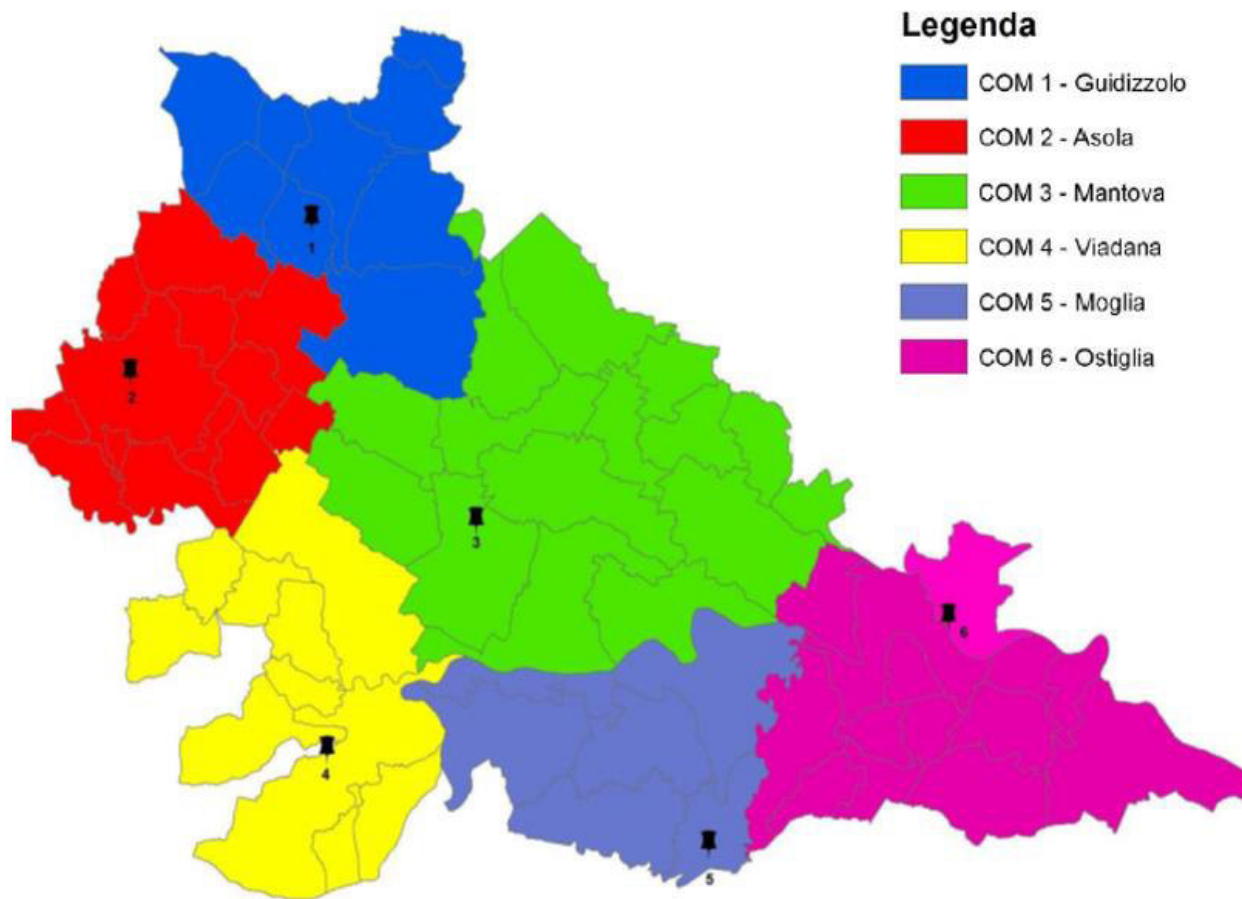 Legenda
COM 1 - Guidizzolo
COM 2 - Asola
COM 3 - Mantova
COM 4 - Viadana
COM 5 - Moglia
COM 6 - Ostiglia
1
2
3
6
4
5